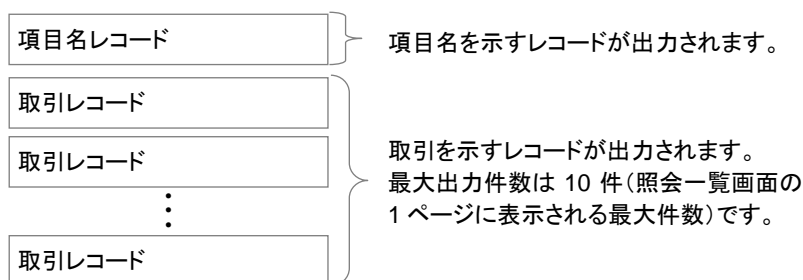 項目名レコード
項目名を示すレコードが出力されます。
取引レコード
取引レコード
取引を示すレコードが出力されます。
最大出力件数は 10 件（照会一覧画面の
1 ページに表示される最大件数）です。
取引レコード